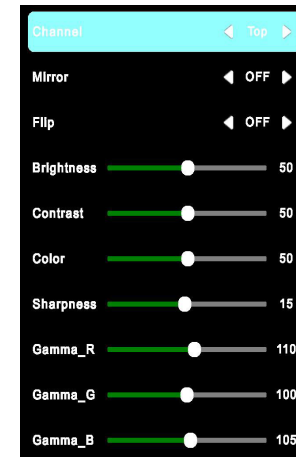 Channel Top
Mirror OFF
Flip OFF
Brightness 50
Contrast 50
Color 50
Sharpness 15
Gamma_R 110
Gamma_G 100
Gamma_B 105